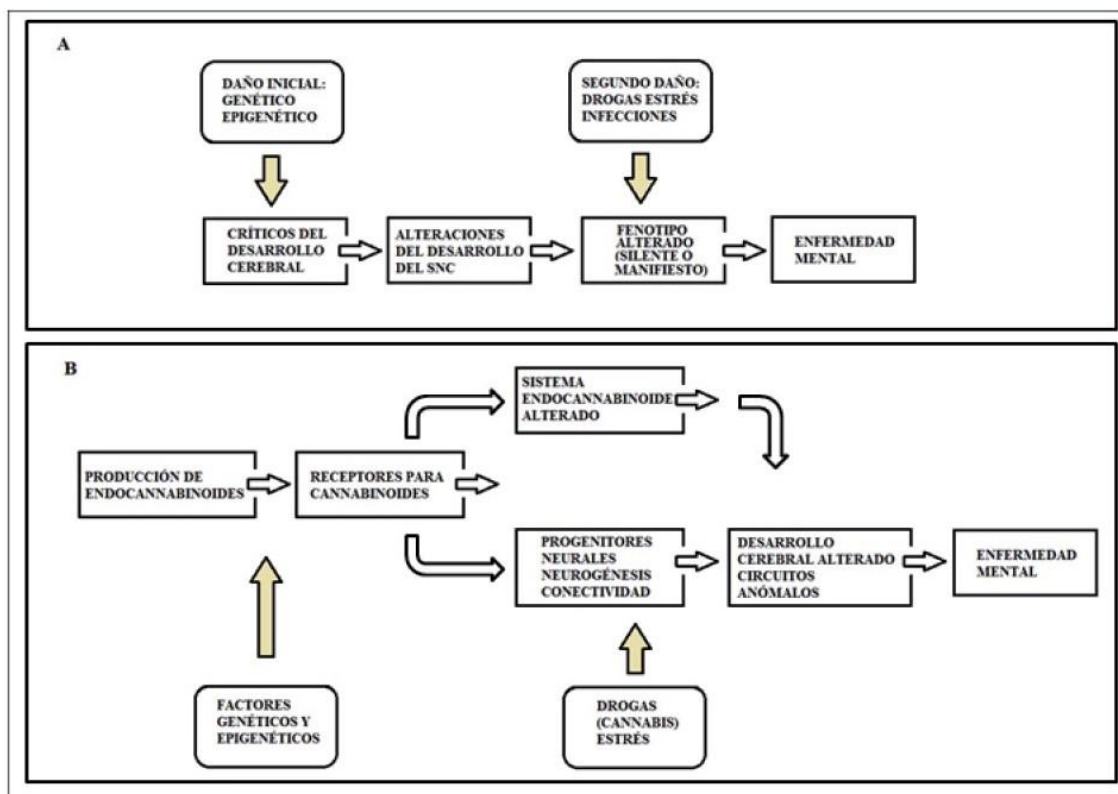 A
DAÑO INICIAL:
GENÉTICO
EPIGENÉTICO
SEGUNDO DAÑO:
DROGAS ESTRÉS
INFECCIONES
CRÍTICOS DEL
DESARROLLO
CEREBRAL
ALTERACIONES
DEL DESARROLLO
DEL SNC
FENOTIPO
ALTERADO
(SILENTE O
MANIFIESTO)
ENFERMEDAD
MENTAL
B
SISTEMA
ENDOCANNABINOIDE
ALTERADO
PRODUCCIÓN DE
ENDOCANNABINOIDES
RECEPTORES PARA
CANNABINOIDES
PROGENITORES
NEURALES
NEUROGÉNESIS
CONECTIVIDAD
DESARROLLO
CEREBRAL ALTERADO
CIRCUITOS
ANÓMALOS
ENFERMEDAD
MENTAL
FACTORES
GENÉTICOS Y
EPIGENÉTICOS
DROGAS
(CANNABIS)
ESTRÉS